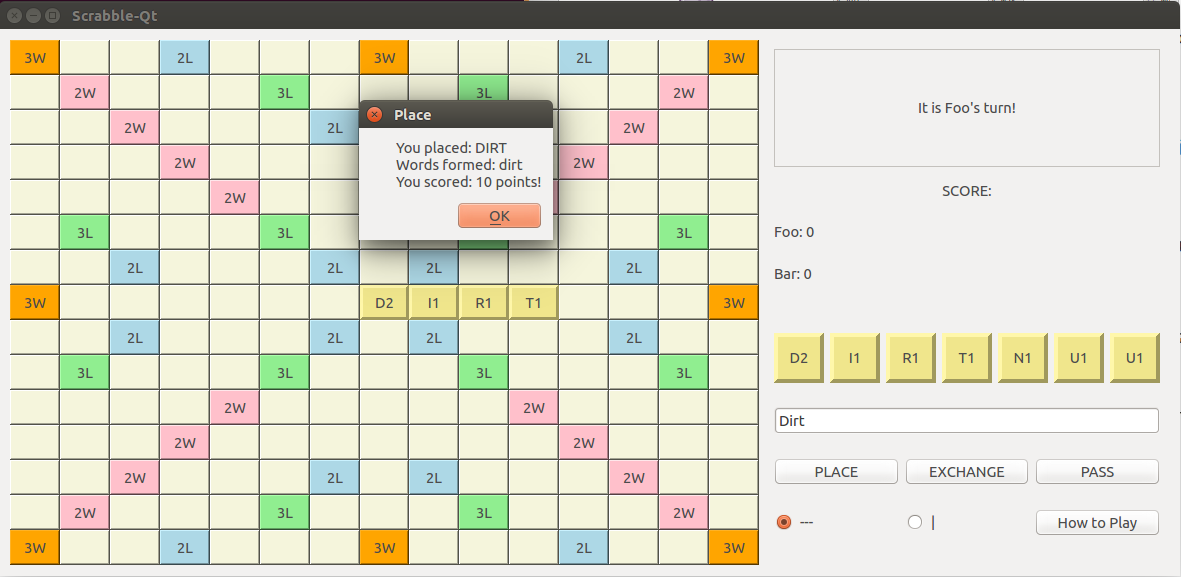 Scrabble-Qt
3W 2L 3W 2L 3W
2W 3L 3L 2W
2W 2L 2W
2W 2W
2W
3L 3L 3L
2L 2L 2L 2L
3W D2 I1 R1 T1 3W
2L 2L 2L 2L
3L 3L 3L 3L
2W 2W
2W 2W
2W 2L 2L 2W
2W 3L 3L 2W
3W 2L 3W 2L 3W
Place
You placed: DIRT
Words formed: dirt
You scored: 10 points!
OK
It is Foo's turn!
SCORE:
Foo: 0
Bar: 0
D2 I1 R1 T1 N1 U1 U1
Dirt
PLACE EXCHANGE PASS
--- | How to Play